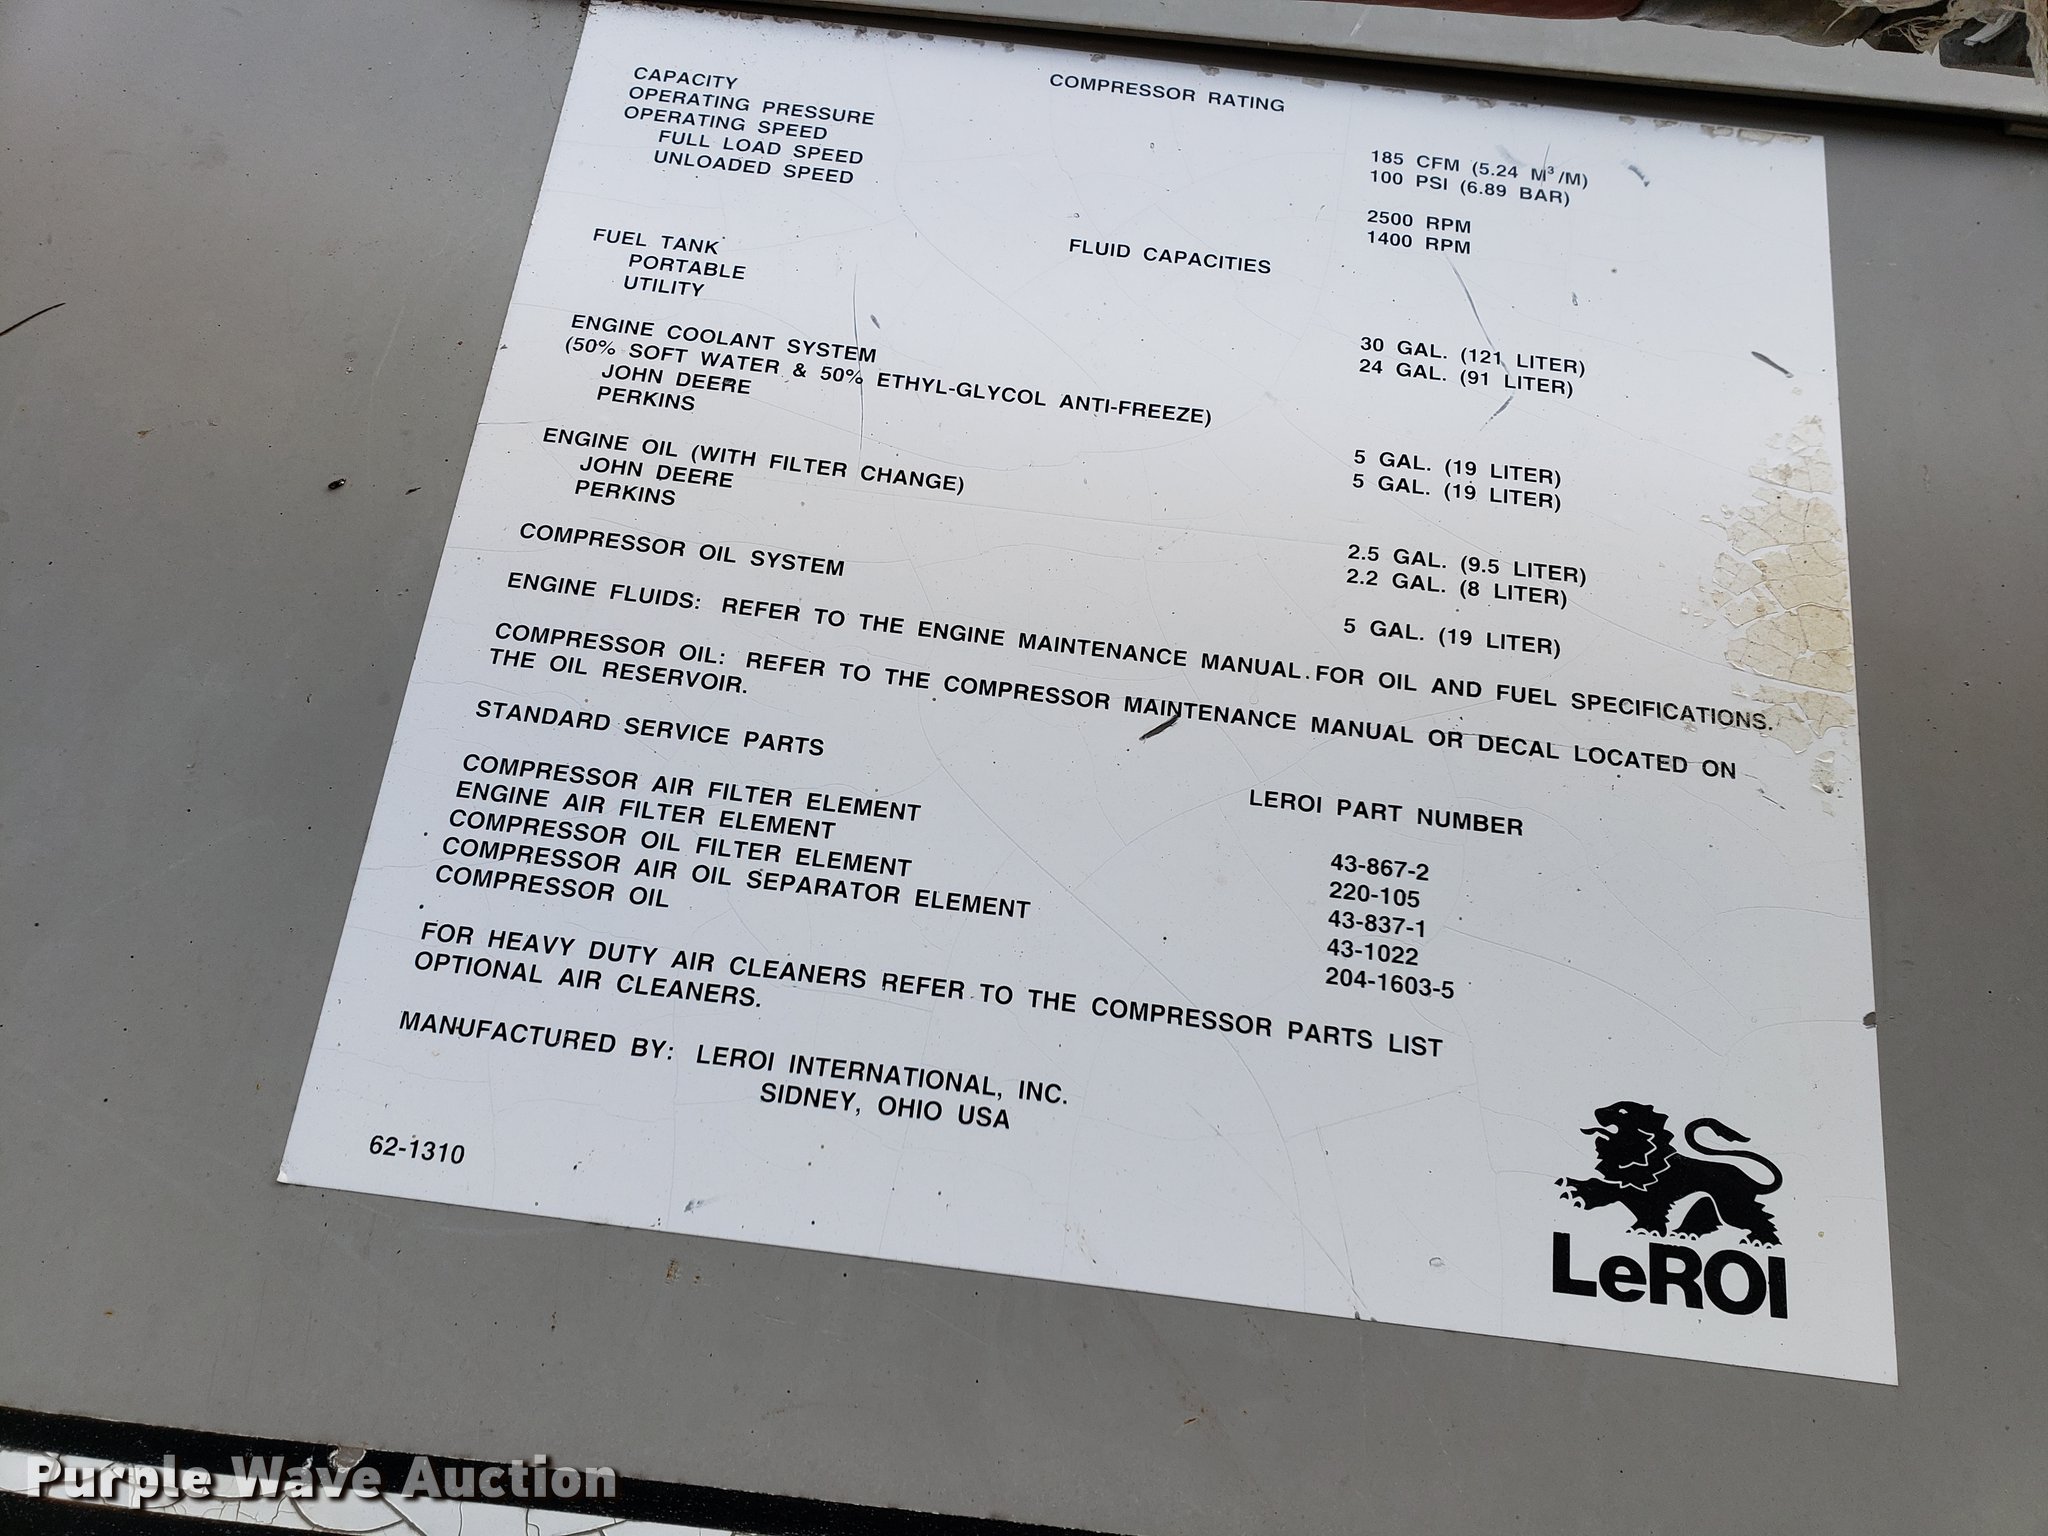 COMPRESSOR RATING
CAPACITY 185 CFM (5.24 M³/M)
OPERATING PRESSURE 100 PSI (6.89 BAR)
OPERATING SPEED
FULL LOAD SPEED 2500 RPM
UNLOADED SPEED 1400 RPM
FLUID CAPACITIES
FUEL TANK
PORTABLE 30 GAL. (121 LITER)
UTILITY 24 GAL. (91 LITER)
ENGINE COOLANT SYSTEM
(50% SOFT WATER & 50% ETHYL-GLYCOL ANTI-FREEZE)
JOHN DEERE 5 GAL. (19 LITER)
PERKINS 5 GAL. (19 LITER)
ENGINE OIL (WITH FILTER CHANGE)
JOHN DEERE 2.5 GAL. (9.5 LITER)
PERKINS 2.2 GAL. (8 LITER)
COMPRESSOR OIL SYSTEM 5 GAL. (19 LITER)
ENGINE FLUIDS: REFER TO THE ENGINE MAINTENANCE MANUAL FOR OIL AND FUEL SPECIFICATIONS.
COMPRESSOR OIL: REFER TO THE COMPRESSOR MAINTENANCE MANUAL OR DECAL LOCATED ON
THE OIL RESERVOIR.
STANDARD SERVICE PARTS LEROI PART NUMBER
COMPRESSOR AIR FILTER ELEMENT 43-867-2
ENGINE AIR FILTER ELEMENT 220-105
COMPRESSOR OIL FILTER ELEMENT 43-837-1
COMPRESSOR AIR OIL SEPARATOR ELEMENT 43-1022
COMPRESSOR OIL 204-1603-5
FOR HEAVY DUTY AIR CLEANERS REFER TO THE COMPRESSOR PARTS LIST
OPTIONAL AIR CLEANERS.
MANUFACTURED BY: LEROI INTERNATIONAL, INC.
SIDNEY, OHIO USA
62-1310
LeROI
Purple Wave Auction